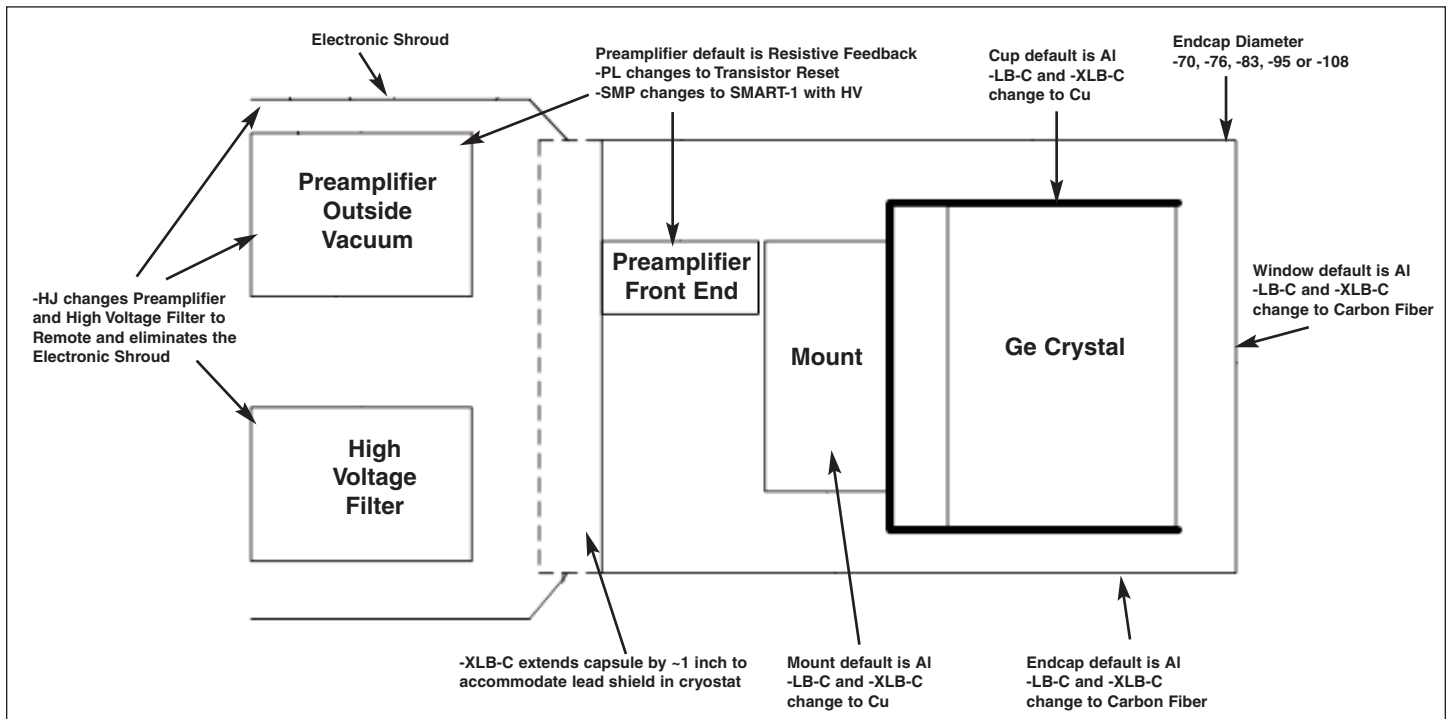 Electronic Shroud
Preamplifier default is Resistive Feedback
-PL changes to Transistor Reset
-SMP changes to SMART-1 with HV
Cup default is Al
-LB-C and -XLB-C
change to Cu
Endcap Diameter
-70, -76, -83, -95 or -108
Preamplifier
Outside
Vacuum
Preamplifier
Front End
-HJ changes Preamplifier
and High Voltage Filter to
Remote and eliminates the
Electronic Shroud
Mount
Ge Crystal
Window default is Al
-LB-C and -XLB-C
change to Carbon Fiber
High
Voltage
Filter
-XLB-C extends capsule by ~1 inch to
accommodate lead shield in cryostat
Mount default is Al
-LB-C and -XLB-C
change to Cu
Endcap default is Al
-LB-C and -XLB-C
change to Carbon Fiber